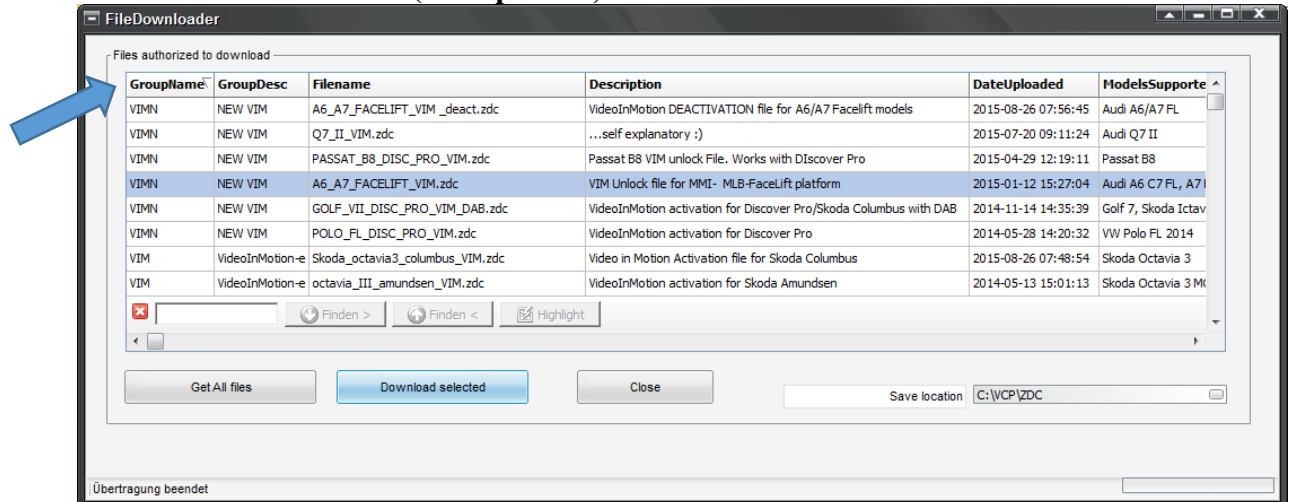 FileDownloader
Files authorized to download
GroupName GroupDesc Filename Description DateUploaded ModelsSupporte
VIMN NEW VIM A6_A7_FACELIFT_VIM _deact.zdc VideoInMotion DEACTIVATION file for A6/A7 Facelift models 2015-08-26 07:56:45 Audi A6/A7 FL
VIMN NEW VIM Q7_II_VIM.zdc ...self explanatory :) 2015-07-20 09:11:24 Audi Q7 II
VIMN NEW VIM PASSAT_B8_DISC_PRO_VIM.zdc Passat B8 VIM unlock File. Works with DIscover Pro 2015-04-29 12:19:11 Passat B8
VIMN NEW VIM A6_A7_FACELIFT_VIM.zdc VIM Unlock file for MMI- MLB-FaceLift platform 2015-01-12 15:27:04 Audi A6 C7 FL, A7
VIMN NEW VIM GOLF_VII_DISC_PRO_VIM_DAB.zdc VideoInMotion activation for Discover Pro/Skoda Columbus with DAB 2014-11-14 14:35:39 Golf 7, Skoda Ictav
VIMN NEW VIM POLO_FL_DISC_PRO_VIM.zdc VideoInMotion activation for Discover Pro 2014-05-28 14:20:32 VW Polo FL 2014
VIM VideoInMotion-e Skoda_octavia3_columbus_VIM.zdc Video in Motion Activation file for Skoda Columbus 2015-08-26 07:48:54 Skoda Octavia 3
VIM VideoInMotion-e octavia_III_amundsen_VIM.zdc VideoInMotion activation for Skoda Amundsen 2014-05-13 15:01:13 Skoda Octavia 3
Finden > Finden < Highlight
Get All files Download selected Close Save location C:\VCP\ZDC
Übertragung beendet